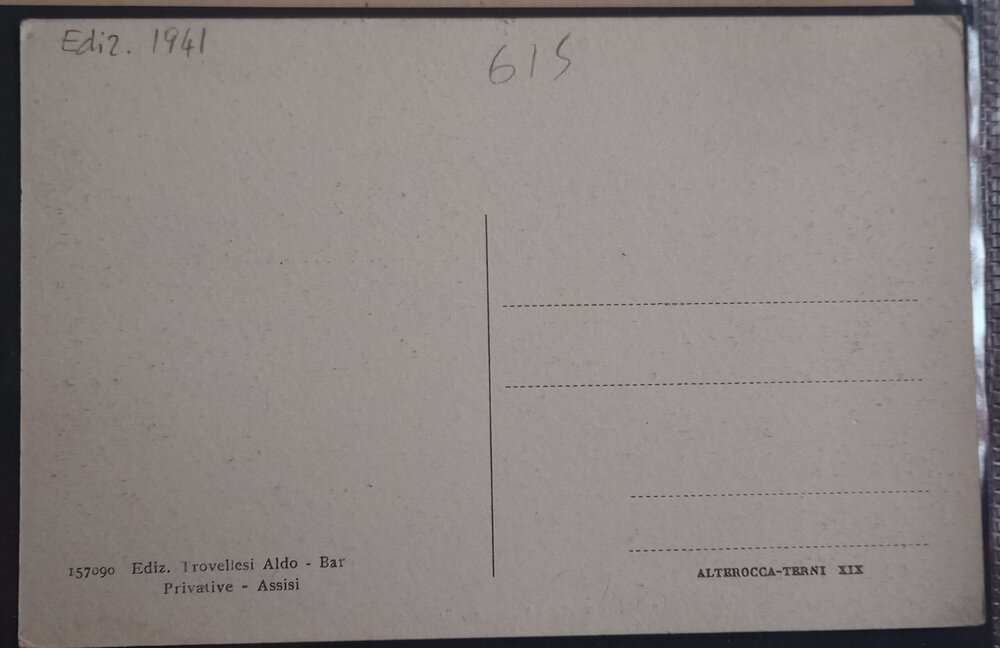 Ediz. 1941
615
157090 Ediz. Trovellesi Aldo - Bar
Privative - Assisi
ALTEROCCA-TERNI XIX